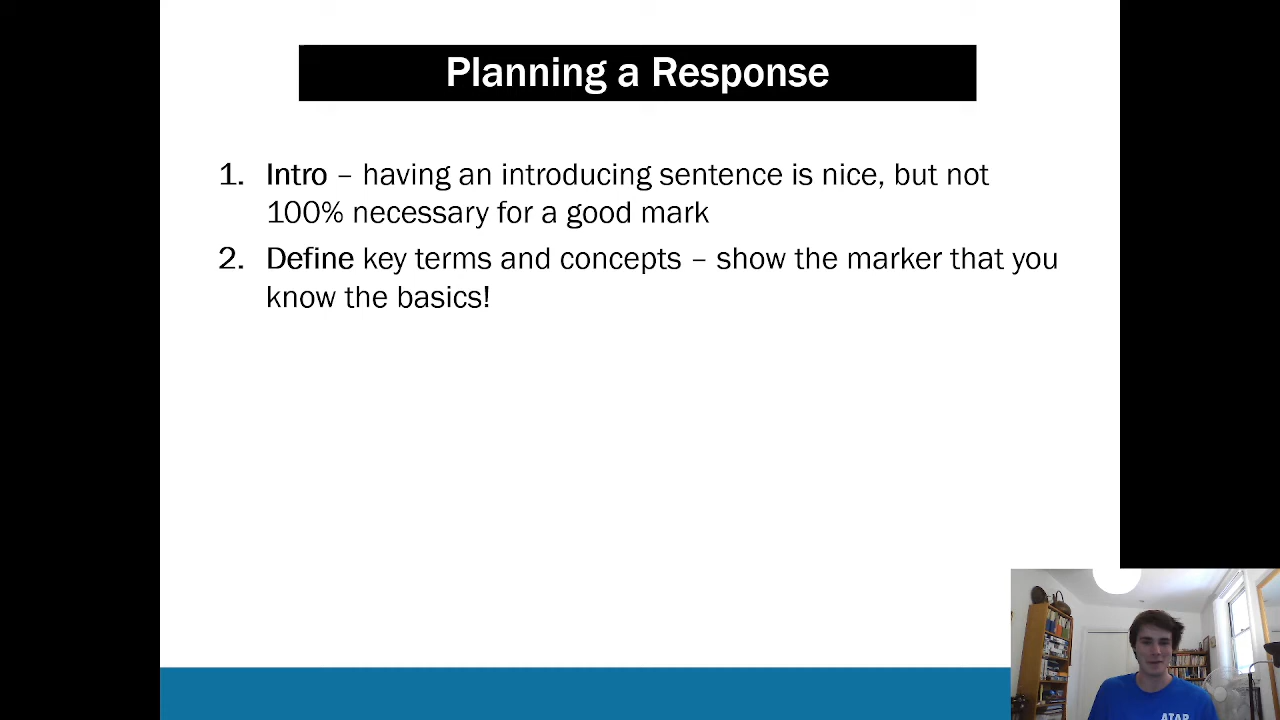 Planning a Response
1. Intro – having an introducing sentence is nice, but not
100% necessary for a good mark
2. Define key terms and concepts – show the marker that you
know the basics!
ATAR